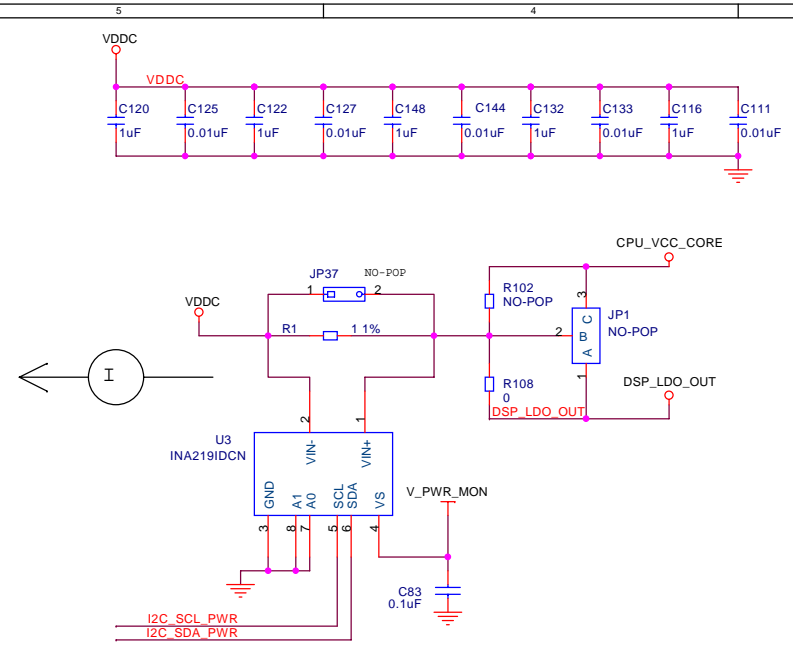 5 4
VDDC
VDDC
C120 C125 C122 C127 C148 C144 C132 C133 C116 C111
1uF 0.01uF 1uF 0.01uF 1uF 0.01uF 1uF 0.01uF 1uF 0.01uF
CPU_VCC_CORE
JP37 NO-POP
1 2
R102
NO-POP
3
C
B
A
2
1
JP1
NO-POP
VDDC
R1 1 1%
I
R108
0
DSP_LDO_OUT
DSP_LDO_OUT
2 1
U3
INA219IDCN
VIN- VIN+
GND A1 A0 SCL SDA VS
3 8 7 5 6 4
V_PWR_MON
C83
0.1uF
I2C_SCL_PWR
I2C_SDA_PWR